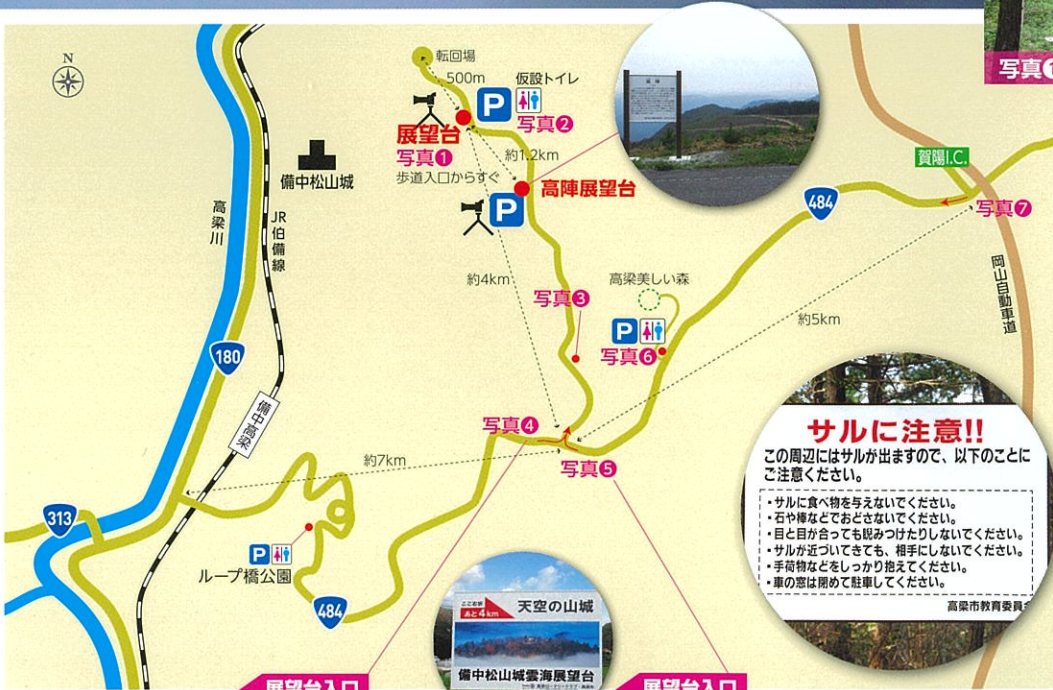 写真❶
N
転回場
500m
仮設トイレ
P
写真❷
展望台
写真❶
歩道入口からすぐ
約1.2km
高陣展望台
P
備中松山城
高梁川
JR伯備線
賀陽I.C.
484
写真❼
岡山自動車道
約4km
写真❸
高梁美しい森
P
写真❻
約5km
180
備中高梁
写真❹
写真❺
約7km
313
P
ループ橋公園
484
サルに注意!!
この周辺にはサルが出ますので、以下のことに
ご注意ください。
・サルに食べ物を与えないでください。
・石や棒などでおどさないでください。
・目と目が合っても睨みつけたりしないでください。
・サルが近づいてきても、相手にしないでください。
・手荷物などをしっかり抱えてください。
・車の窓は閉めて駐車してください。
高梁市教育委員会
あと4km
天空の山城
備中松山城雲海展望台
展望台入口
展望台入口